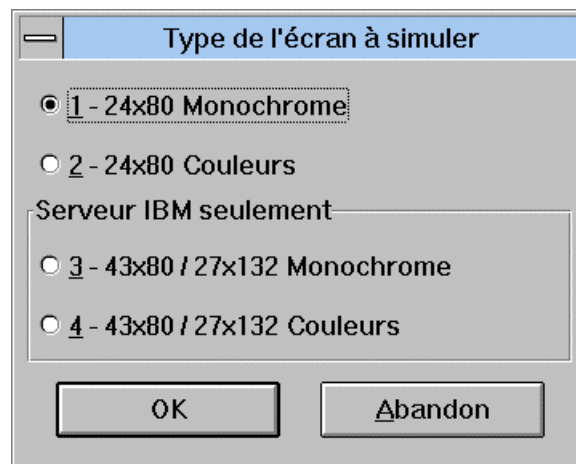 Type de l'écran à simuler
1 - 24x80 Monochrome
2 - 24x80 Couleurs
Serveur IBM seulement
3 - 43x80 / 27x132 Monochrome
4 - 43x80 / 27x132 Couleurs
OK
Abandon